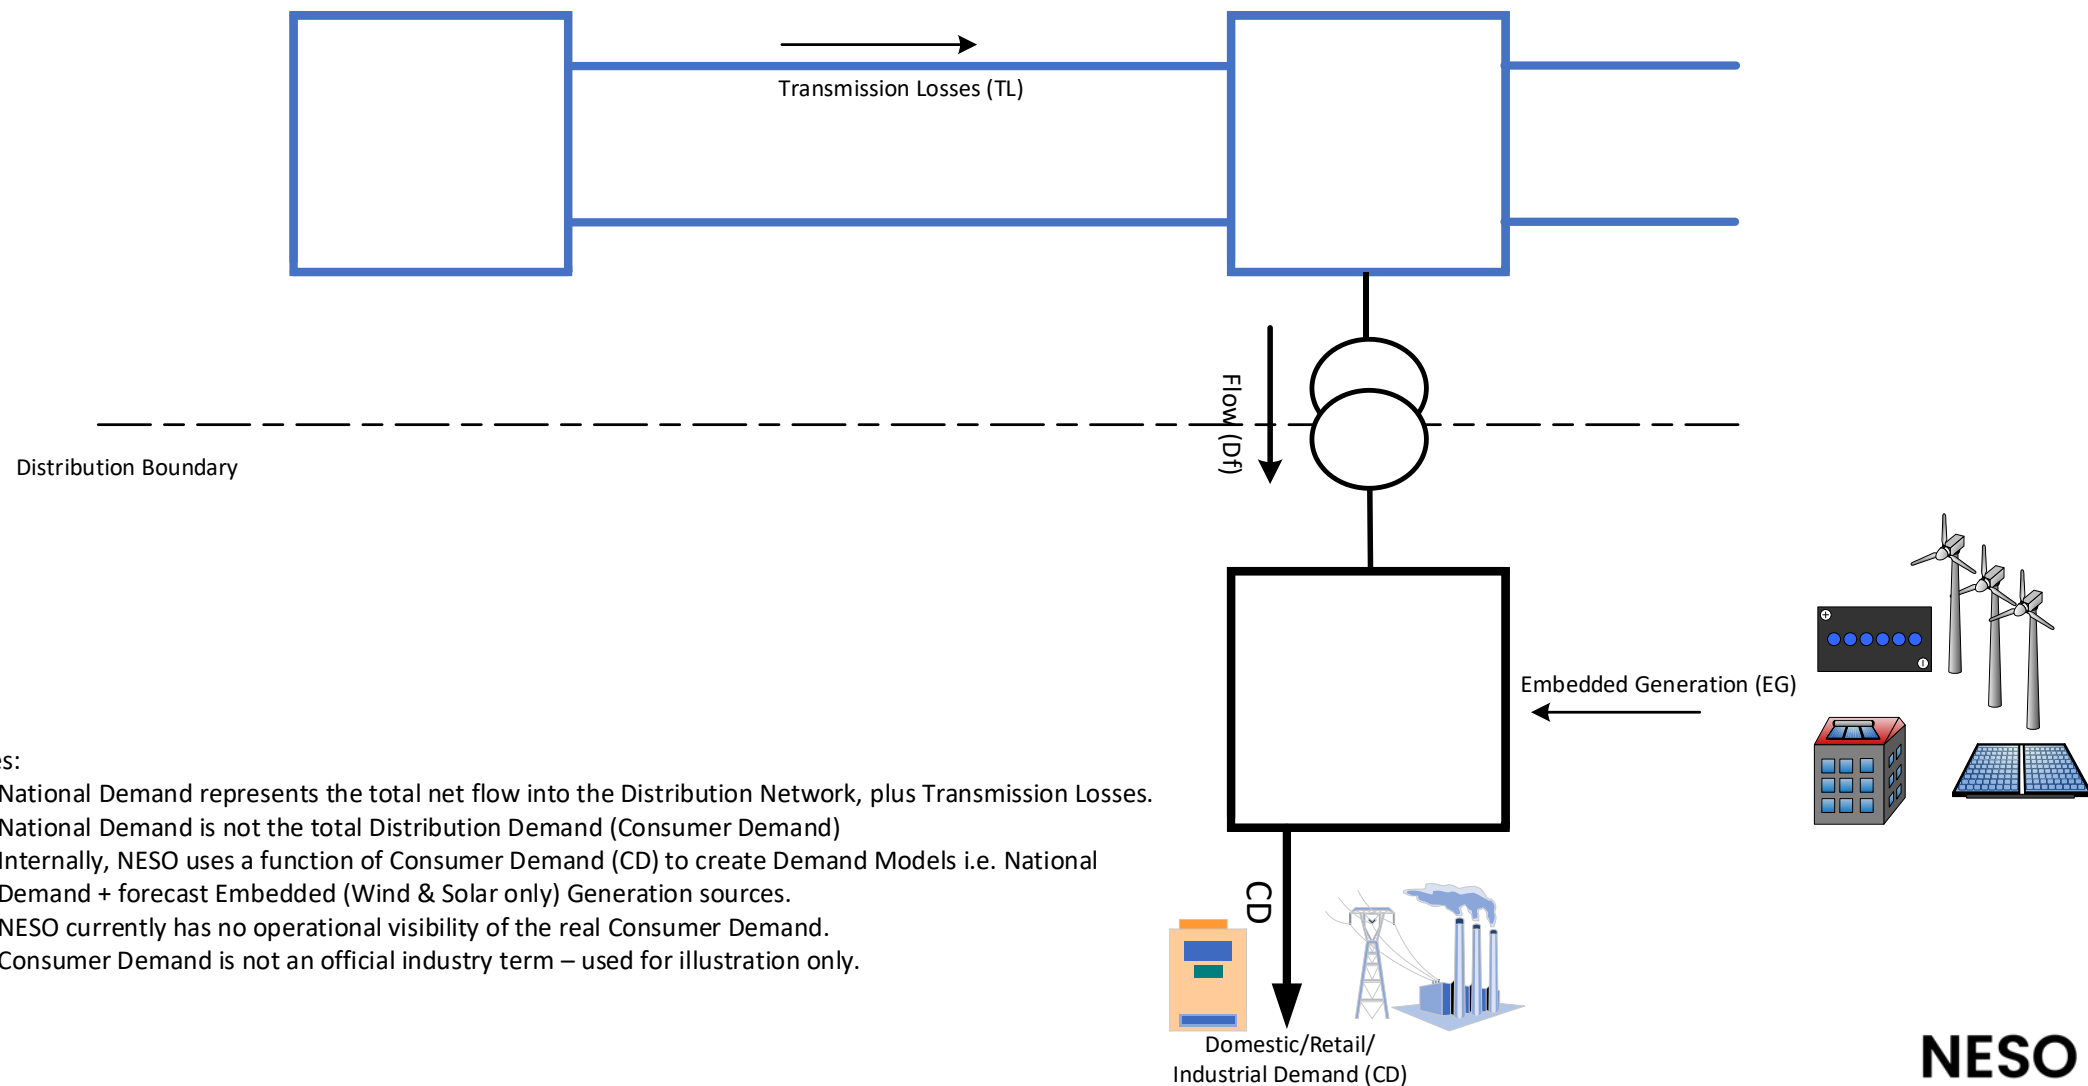 Transmission Losses (TL)
Flow (Df)
Distribution Boundary
Embedded Generation (EG)
es:
National Demand represents the total net flow into the Distribution Network, plus Transmission Losses.
National Demand is not the total Distribution Demand (Consumer Demand)
Internally, NESO uses a function of Consumer Demand (CD) to create Demand Models i.e. National
Demand + forecast Embedded (Wind & Solar only) Generation sources.
NESO currently has no operational visibility of the real Consumer Demand.
Consumer Demand is not an official industry term – used for illustration only.
CD
Domestic/Retail/
Industrial Demand (CD)
NESO